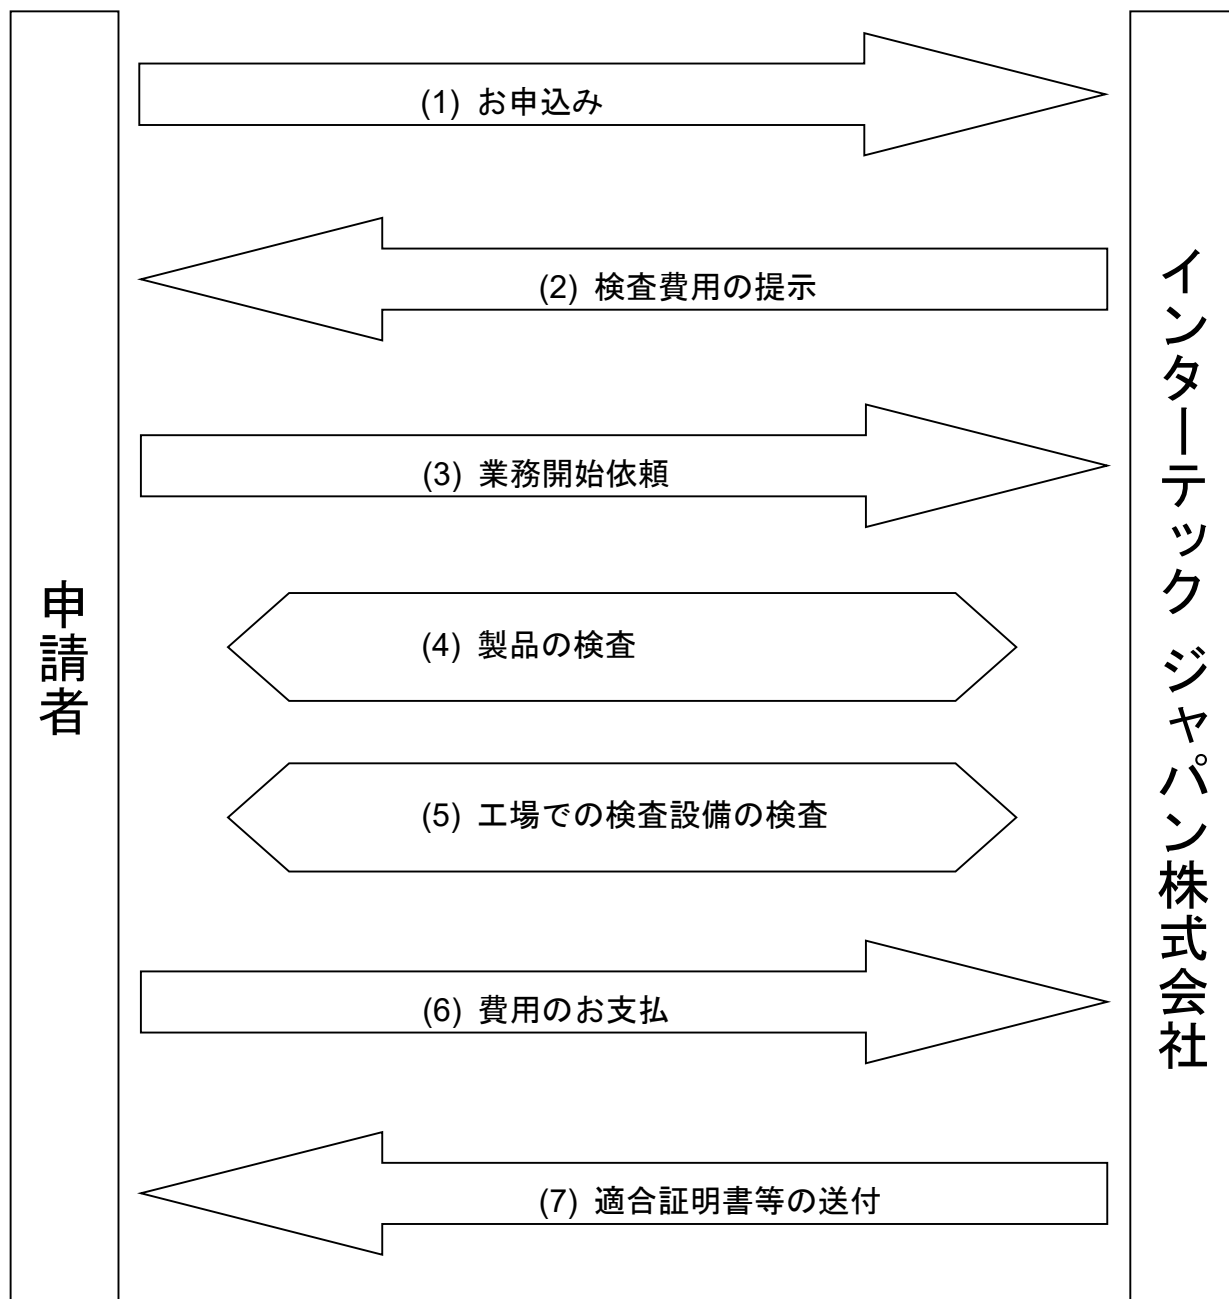 (1) お申込み
(2) 検査費用の提示
(3) 業務開始依頼
(4) 製品の検査
(5) 工場での検査設備の検査
(6) 費用のお支払
(7) 適合証明書等の送付
申請者
インターテック ジャパン株式会社